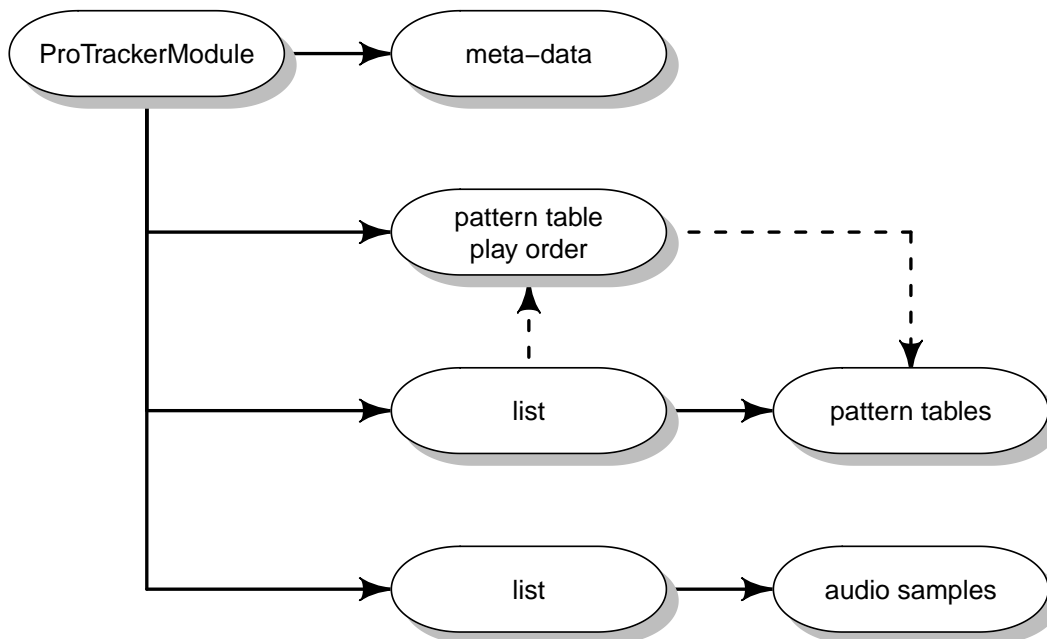 ProTrackerModule
meta−data
pattern table
play order
list
pattern tables
list
audio samples